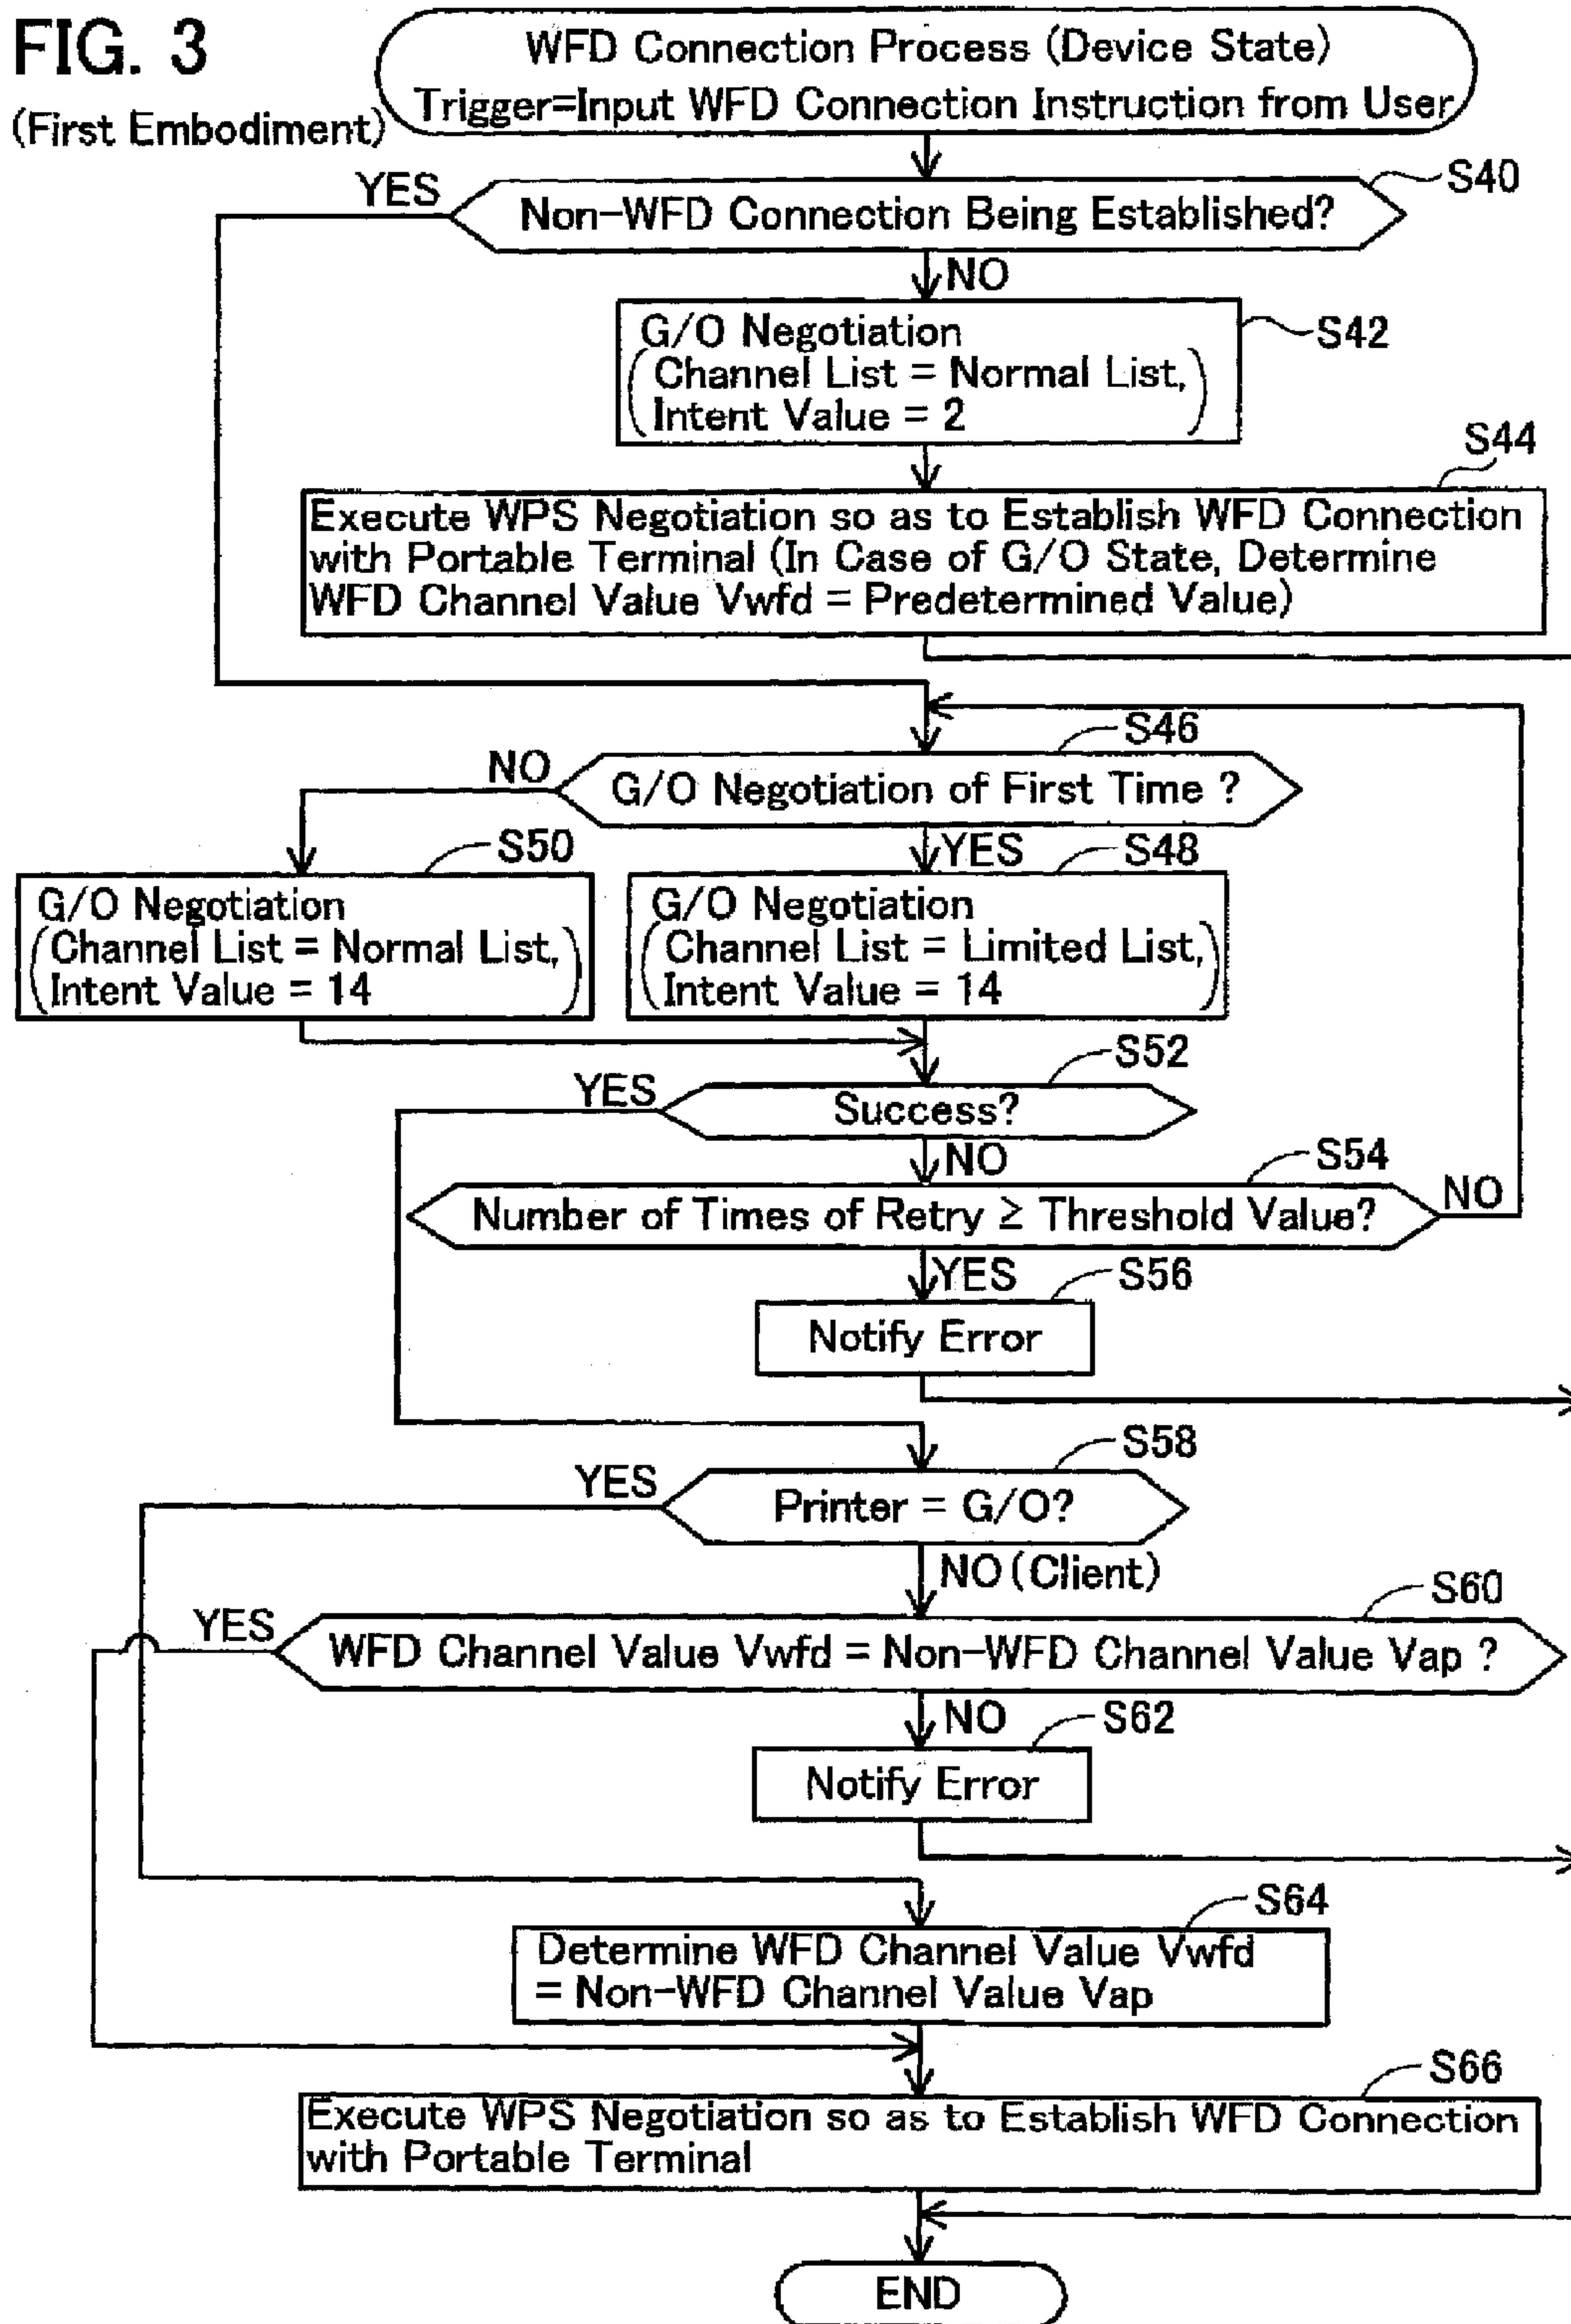 FIG. 3
(First Embodiment)
WFD Connection Process (Device State)
Trigger=Input WFD Connection Instruction from User
S40
YES
Non-WFD Connection Being Established?
NO
S42
G/O Negotiation
(Channel List = Normal List,
Intent Value = 2)
S44
Execute WPS Negotiation so as to Establish WFD Connection
with Portable Terminal (In Case of G/O State, Determine
WFD Channel Value Vwfd = Predetermined Value)
S46
NO
G/O Negotiation of First Time ?
S50
YES
S48
G/O Negotiation
(Channel List = Normal List,
Intent Value = 14)
G/O Negotiation
(Channel List = Limited List,
Intent Value = 14)
S52
YES
Success?
NO
S54
Number of Times of Retry ≥ Threshold Value?
NO
YES
S56
Notify Error
S58
YES
Printer = G/O?
NO (Client)
S60
YES
WFD Channel Value Vwfd = Non-WFD Channel Value Vap ?
NO
S62
Notify Error
S64
Determine WFD Channel Value Vwfd
= Non-WFD Channel Value Vap
S66
Execute WPS Negotiation so as to Establish WFD Connection
with Portable Terminal
END